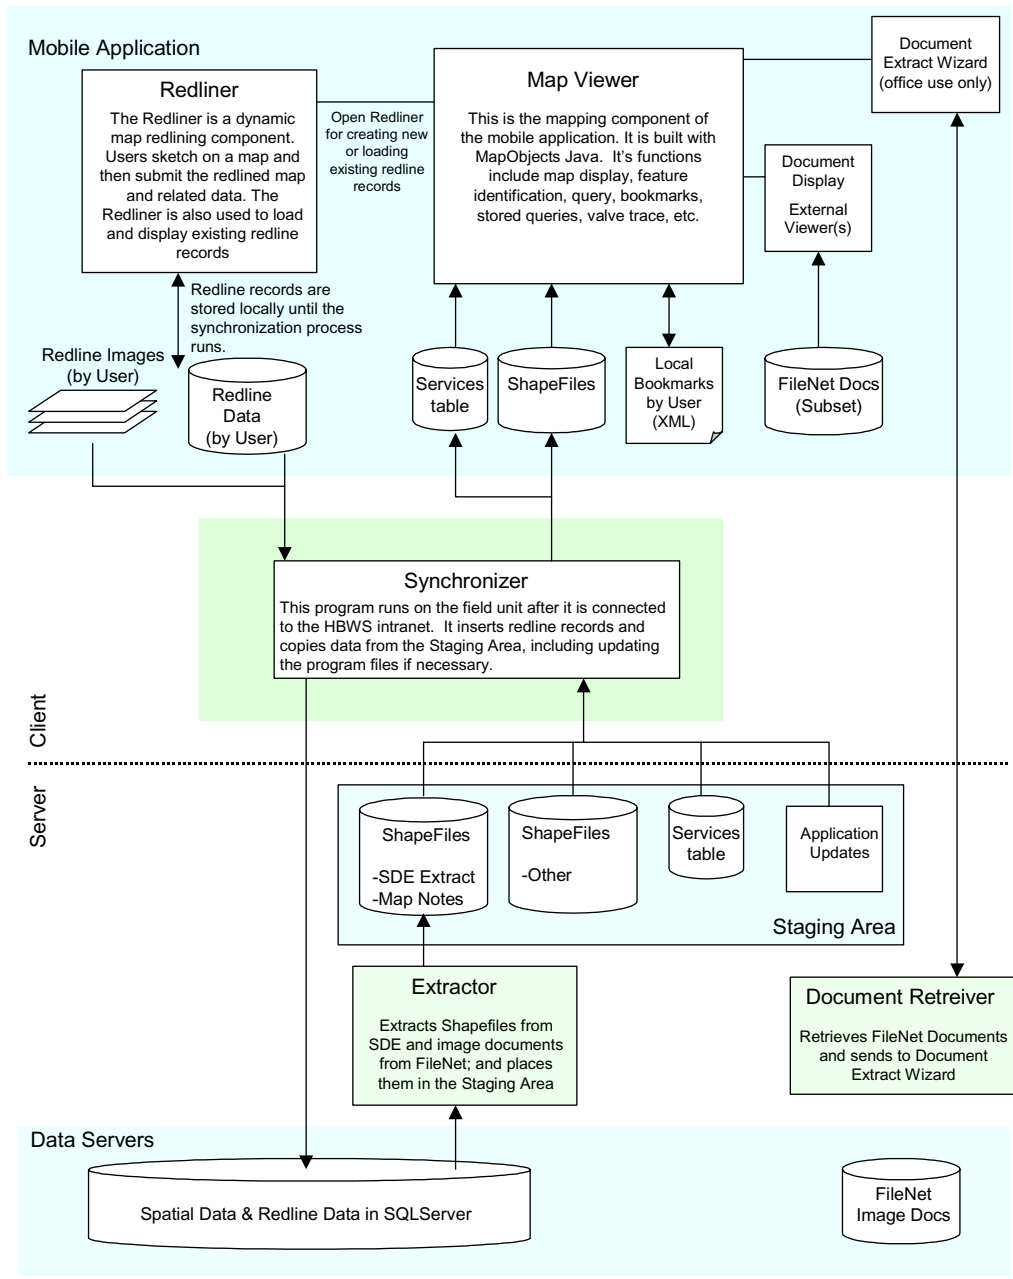 Mobile Application
Redliner
The Redliner is a dynamic
map redlining component.
Users sketch on a map and
then submit the redlined map
and related data. The
Redliner is also used to load
and display existing redline
records
Open Redliner
for creating new
or loading
existing redline
records
Map Viewer
This is the mapping component of
the mobile application. It is built with
MapObjects Java. It's functions
include map display, feature
identification, query, bookmarks,
stored queries, valve trace, etc.
Document
Extract Wizard
(office use only)
Document
Display
External
Viewer(s)
Redline records are
stored locally until the
synchronization process
runs.
Redline Images
(by User)
Redline
Data
(by User)
Services
table
ShapeFiles
Local
Bookmarks
by User
(XML)
FileNet Docs
(Subset)
Synchronizer
This program runs on the field unit after it is connected
to the HBWS intranet. It inserts redline records and
copies data from the Staging Area, including updating
the program files if necessary.
Client
Server
ShapeFiles
-SDE Extract
-Map Notes
ShapeFiles
-Other
Services
table
Application
Updates
Staging Area
Extractor
Extracts Shapefiles from
SDE and image documents
from FileNet; and places
them in the Staging Area
Document Retreiver
Retrieves FileNet Documents
and sends to Document
Extract Wizard
Data Servers
Spatial Data & Redline Data in SQLServer
FileNet
Image Docs